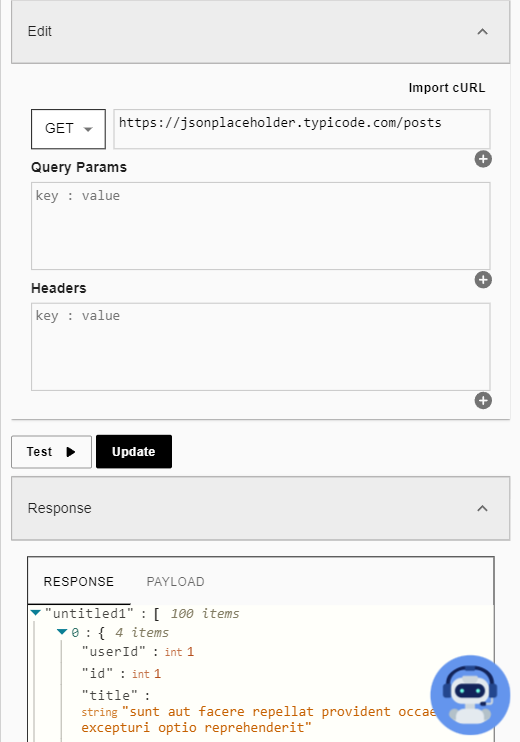 Edit
Import cURL
GET https://jsonplaceholder.typicode.com/posts
Query Params
key : value
Headers
key : value
Test Update
Response
RESPONSE PAYLOAD
"untitled1" : [ 100 items
0 : { 4 items
"userId" : int 1
"id" : int 1
"title" :
string "sunt aut facere repellat provident
excepturi optio reprehenderit"